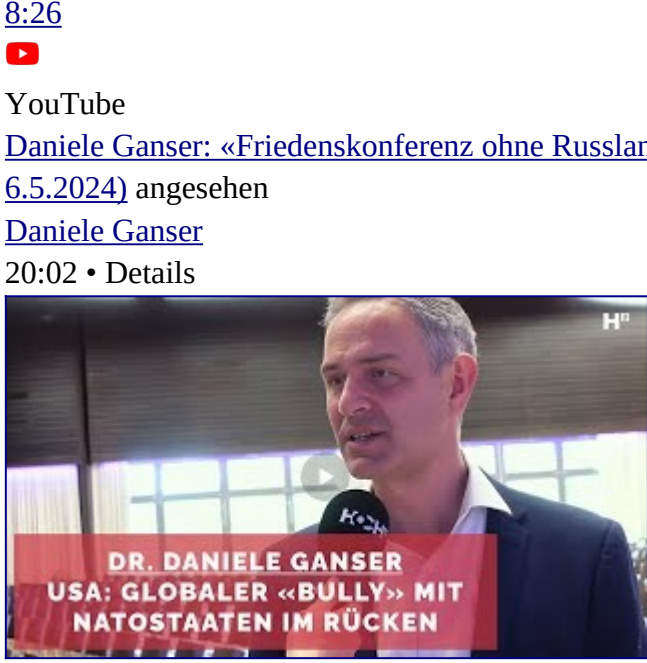 8:26
YouTube
Daniele Ganser: «Friedenskonferenz ohne Russlan
6.5.2024) angesehen
Daniele Ganser
20:02 • Details
H
DR. DANIELE GANSER
USA: GLOBALER «BULLY» MIT
NATOSTAATEN IM RÜCKEN